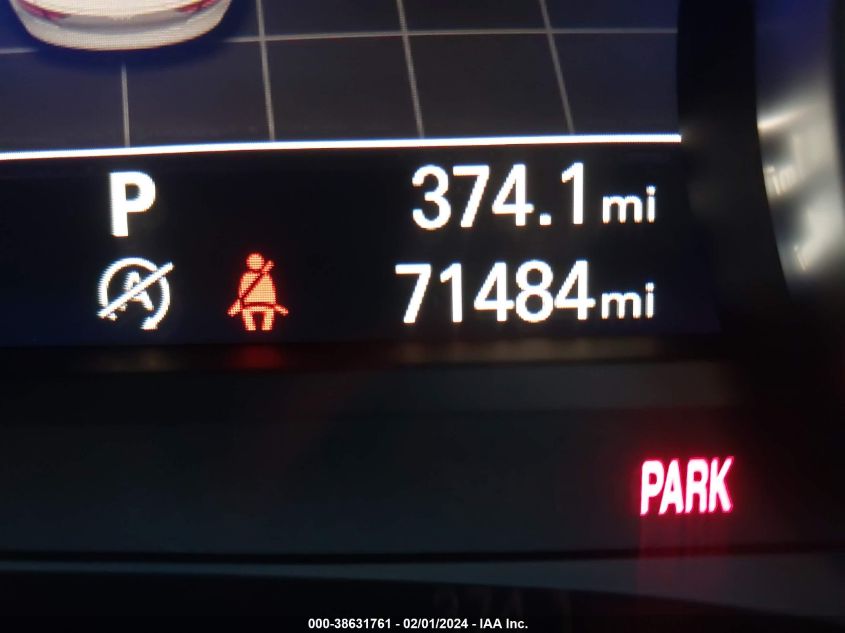 P 374.1 mi
A 71484 mi
PARK
000-38631761 - 02/01/2024 - IAA Inc.